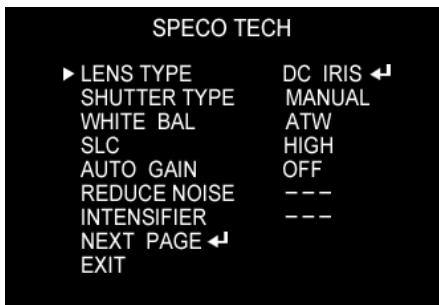 SPECO TECH
▶ LENS TYPE DC IRIS ↵
SHUTTER TYPE MANUAL
WHITE BAL ATW
SLC HIGH
AUTO GAIN OFF
REDUCE NOISE – – –
INTENSIFIER – – –
NEXT PAGE ↵
EXIT